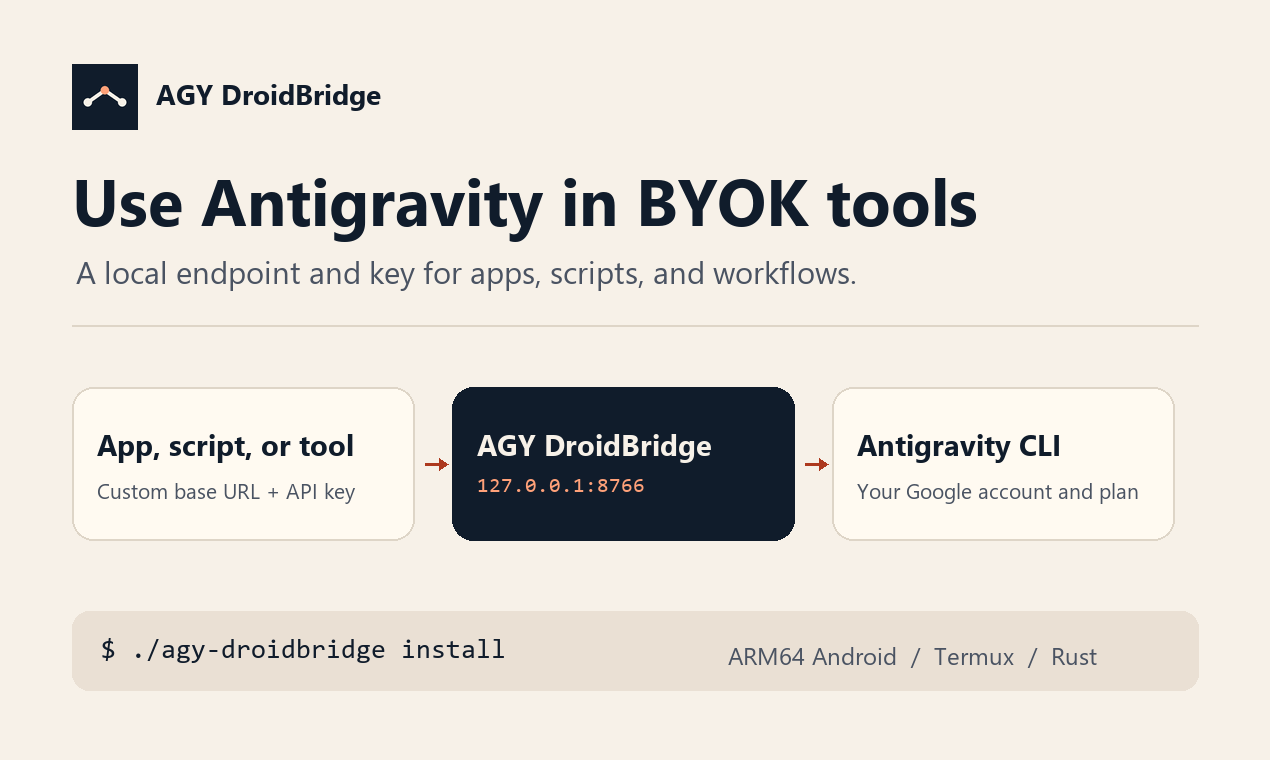 AGY DroidBridge
Use Antigravity in BYOK tools
A local endpoint and key for apps, scripts, and workflows.
App, script, or tool
Custom base URL + API key
AGY DroidBridge
127.0.0.1:8766
Antigravity CLI
Your Google account and plan
$ ./agy-droidbridge install
ARM64 Android / Termux / Rust